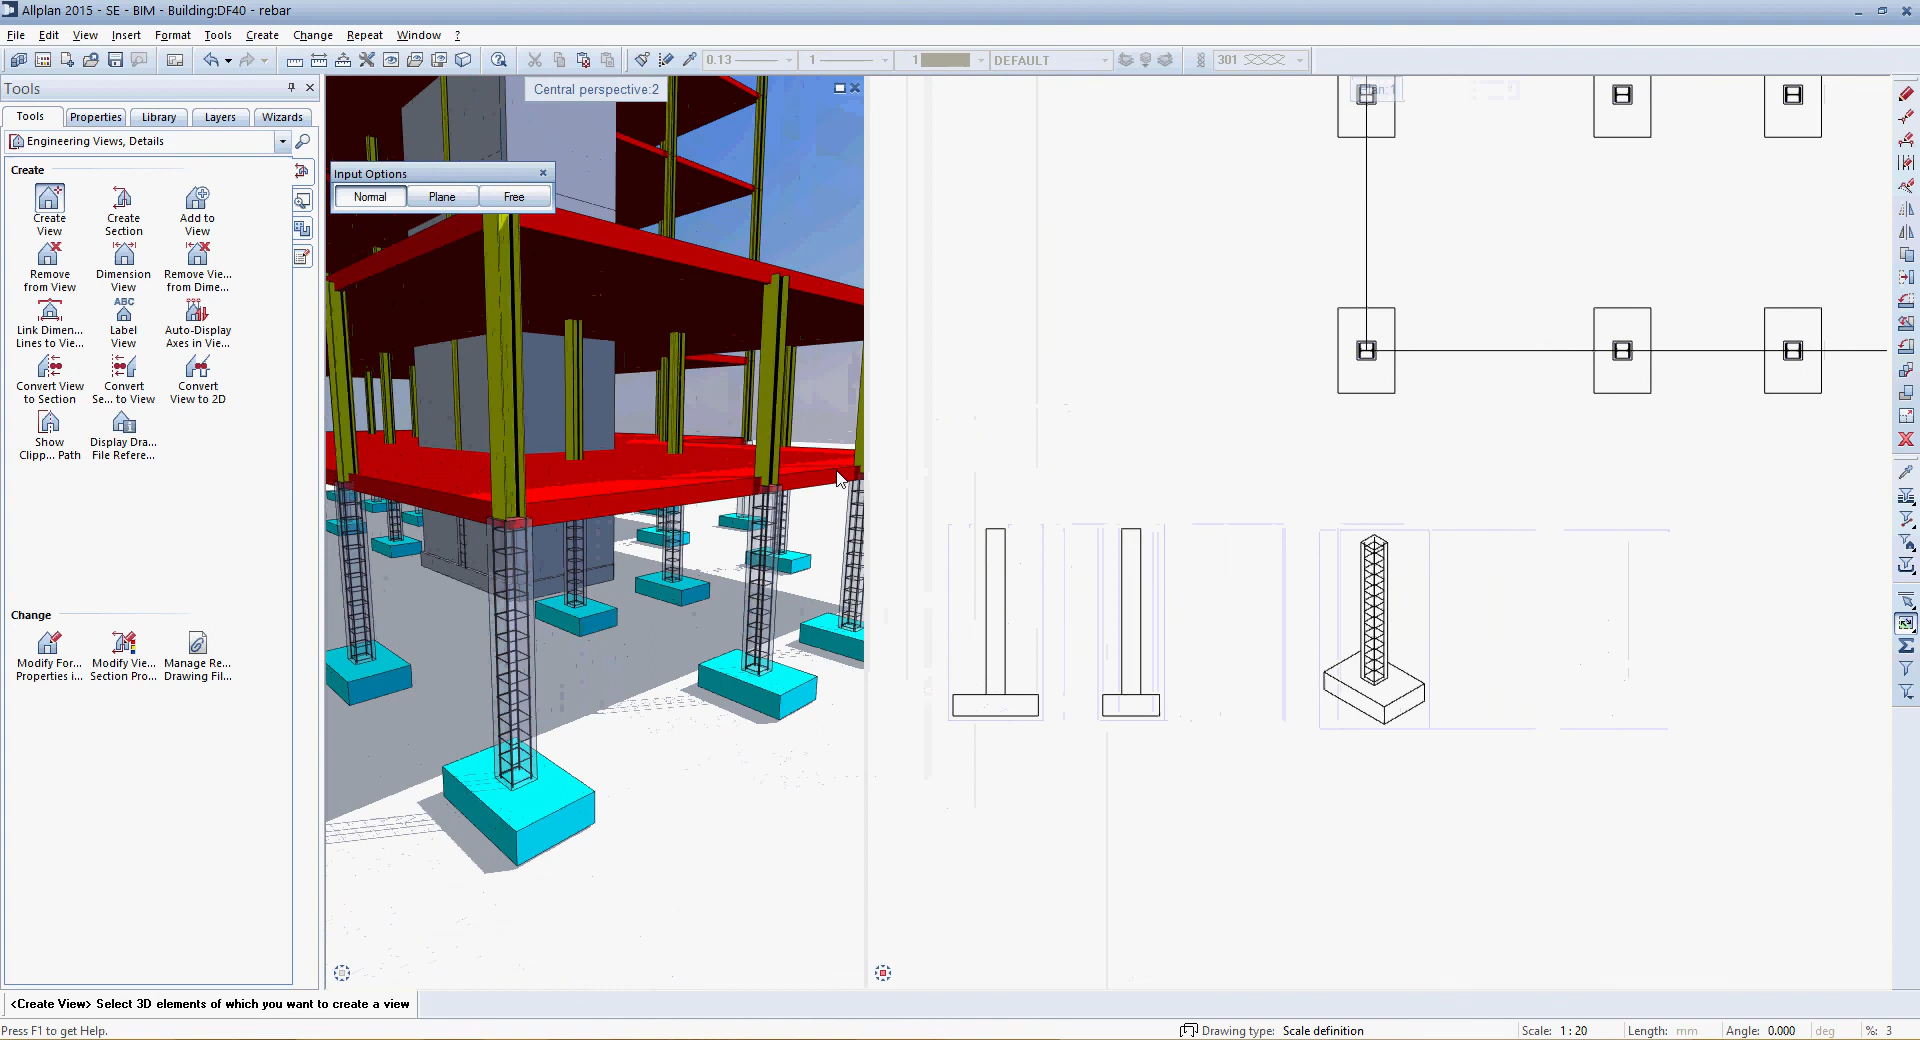 Allplan 2015 - SE - BIM - Building:DF40 - rebar
File Edit View Insert Format Tools Create Change Repeat Window ?
0.13 1 1 DEFAULT 301
Tools
Tools Properties Library Layers Wizards
Engineering Views, Details
Create
Create View
Create Section
Add to View
Remove from View
Dimension View
Remove Vie... from Dime...
Link Dimen... Lines to View
ABC
Label View
Auto-Display Axes in Vie...
Convert View to Section
Convert Se... to View
Convert View to 2D
Show Clipp... Path
Display Dra... File Refere...
Change
Modify For... Properties i...
Modify Vie... Section Pro...
Manage Re... Drawing Fil...
Central perspective:2
Input Options
Normal Plane Free
Plan:1
<Create View> Select 3D elements of which you want to create a view
Press F1 to get Help.
Drawing type: Scale definition
Scale: 1 : 20
Length: mm
Angle: 0.000 deg
%: 3